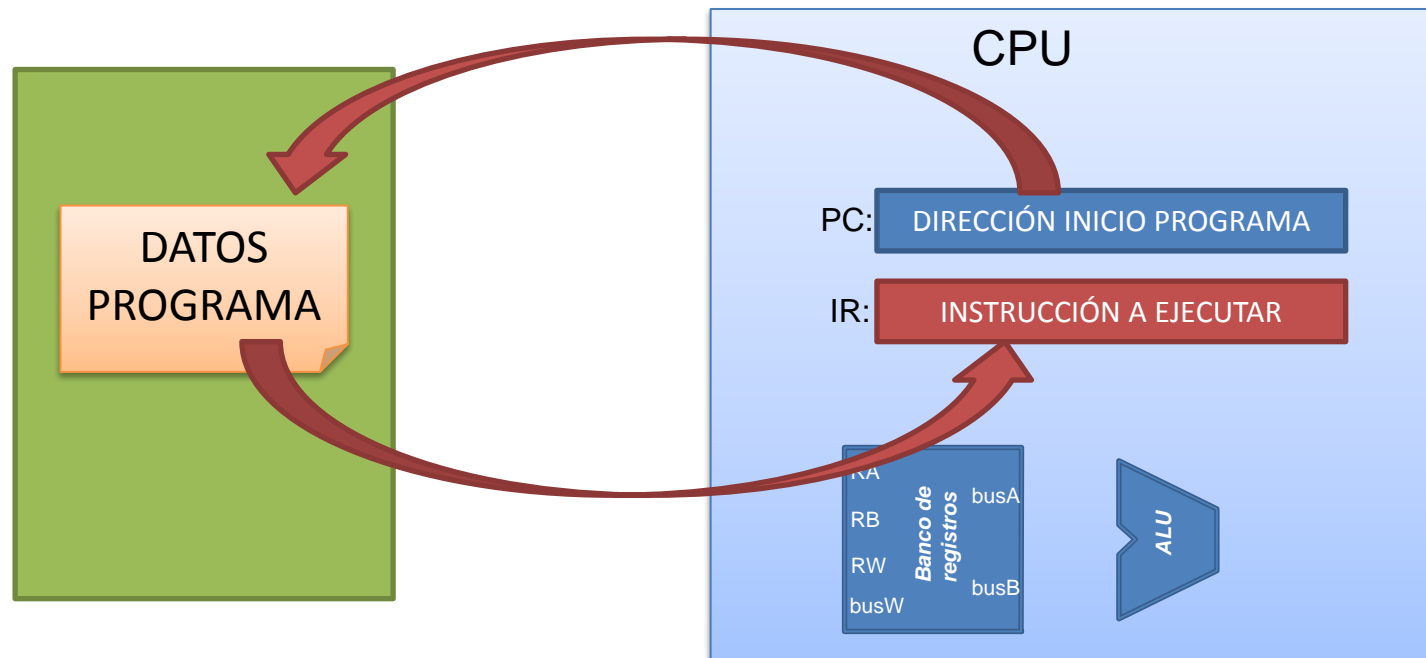 CPU
DATOS
PROGRAMA
PC:
DIRECCIÓN INICIO PROGRAMA
IR:
INSTRUCCIÓN A EJECUTAR
RA
RB
RW
busW
Banco de
registros
busA
busB
ALU